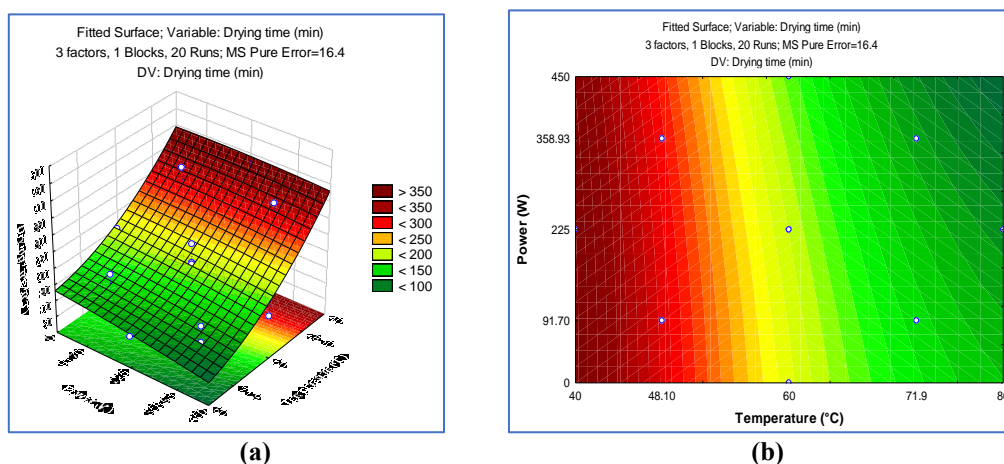 Fitted Surface; Variable: Drying time (min)
3 factors, 1 Blocks, 20 Runs; MS Pure Error=16.4
DV: Drying time (min)
> 350
< 350
< 300
< 250
< 200
< 150
< 100
(a)
Fitted Surface; Variable: Drying time (min)
3 factors, 1 Blocks, 20 Runs; MS Pure Error=16.4
DV: Drying time (min)
450
358.93
225
91.70
0
Power (W)
40
48.10
60
71.9
Temperature (°C)
(b)